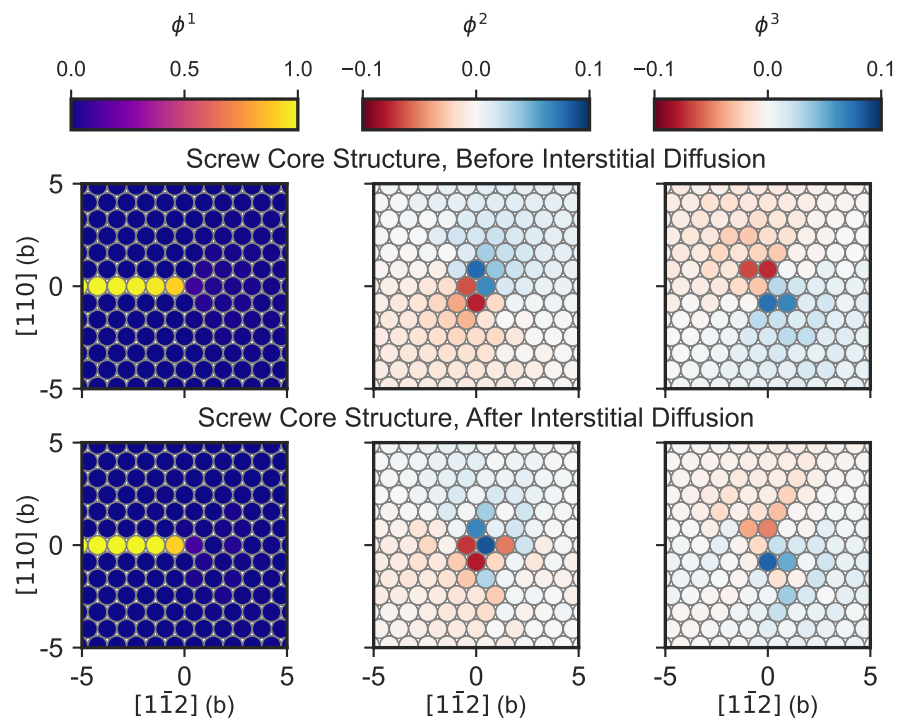 ϕ¹ ϕ² ϕ³
0.0 0.5 1.0 −0.1 0.0 0.1 −0.1 0.0 0.1
Screw Core Structure, Before Interstitial Diffusion
5
[110] (b)
0
-5
Screw Core Structure, After Interstitial Diffusion
5
[110] (b)
0
-5
-5 0 5 -5 0 5 -5 0 5
[11̄2] (b) [11̄2] (b) [11̄2] (b)